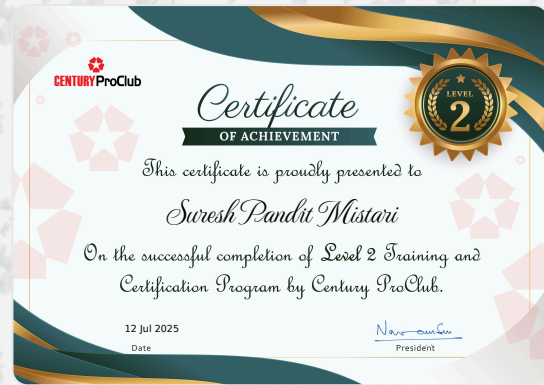 CENTURY ProClub
LEVEL
2
Certificate
OF ACHIEVEMENT
This certificate is proudly presented to
Suresh Pandit Mistari
On the successful completion of Level 2 Training and
Certification Program by Century ProClub.
12 Jul 2025
Date
President